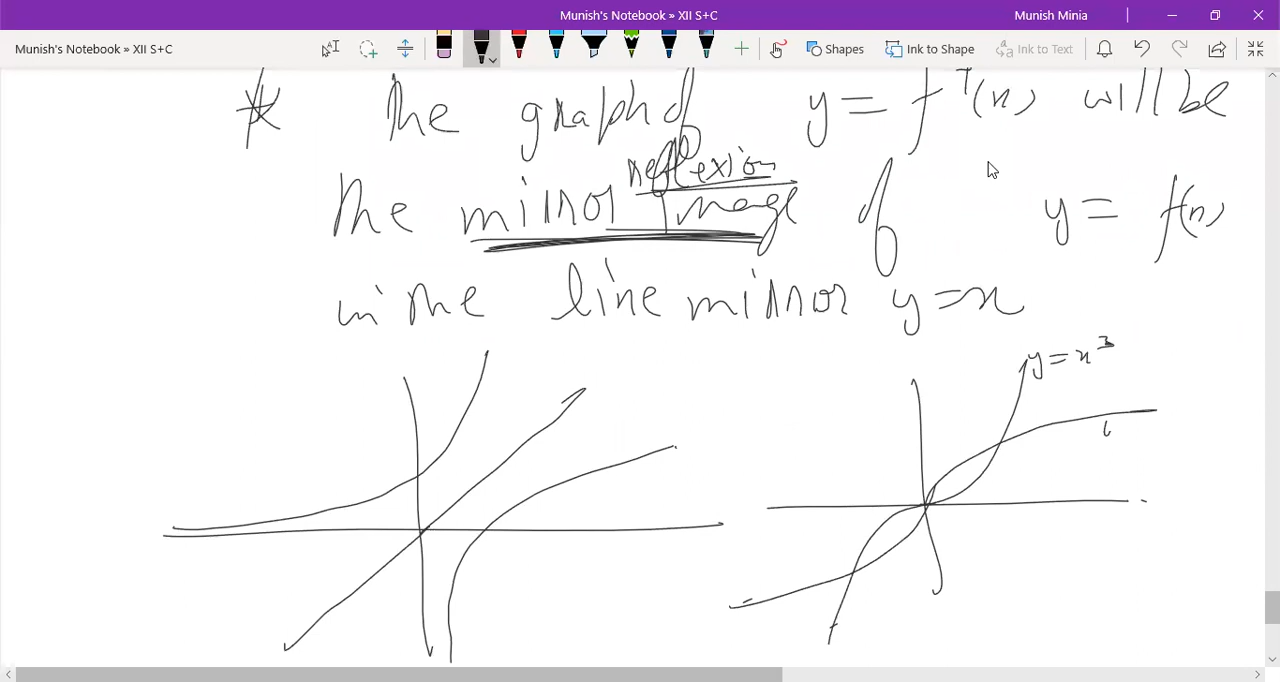 Munish's Notebook » XII S+C
Munish Minia
Munish's Notebook » XII S+C
Shapes
Ink to Shape
Ink to Text
* The graph of y = f⁻¹(x) will be
reflexion
the mirror image of y = f(x)
in the line mirror y = x
y = x³